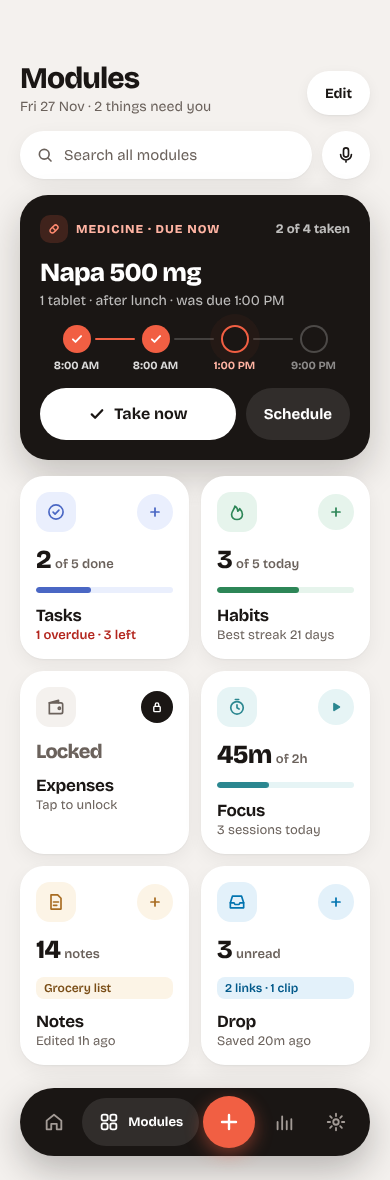 Modules
Fri 27 Nov · 2 things need you
Edit
Search all modules
MEDICINE · DUE NOW
2 of 4 taken
Napa 500 mg
1 tablet · after lunch · was due 1:00 PM
8:00 AM
8:00 AM
1:00 PM
9:00 PM
Take now
Schedule
2 of 5 done
Tasks
1 overdue · 3 left
3 of 5 today
Habits
Best streak 21 days
Locked
Expenses
Tap to unlock
45m of 2h
Focus
3 sessions today
14 notes
Grocery list
Notes
Edited 1h ago
3 unread
2 links · 1 clip
Drop
Saved 20m ago
Modules